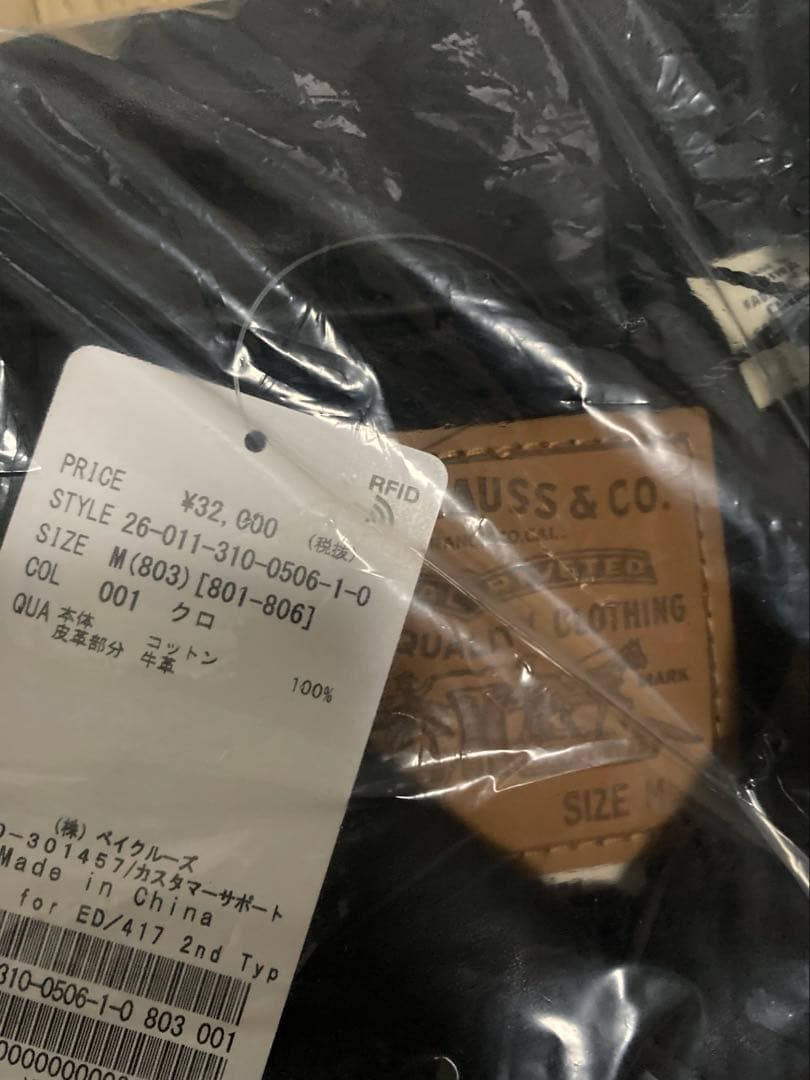 PRICE ¥32,000 (税抜)
RFID
STYLE 26-011-310-0506-1-0
SIZE M(803)[801-806]
COL 001 クロ
QUA 本体 コットン
皮革部分 牛革
100%
(株) ベイクルーズ
0-301457/カスタマーサポート
Made in China
for ED/417 2nd Typ
310-0506-1-0 803 001
AUSS & CO.
CAL.
QUALITY CLOTHING
MARK
SIZE M